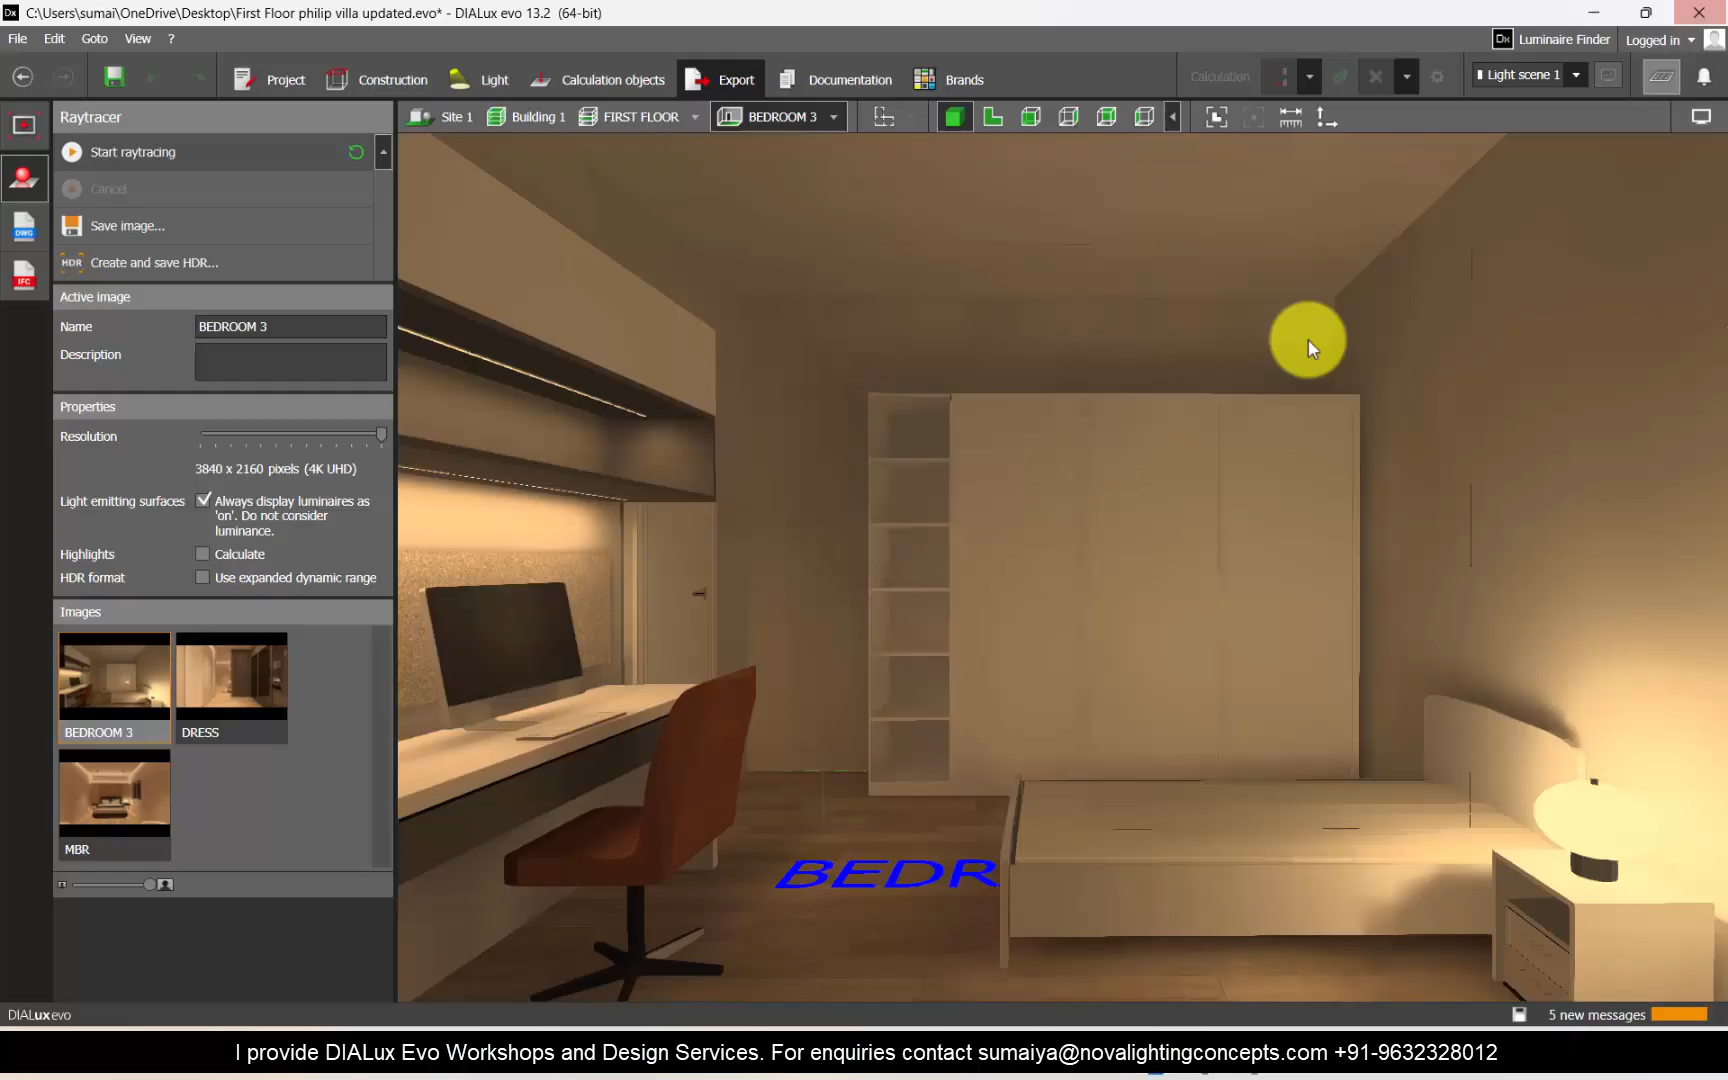 Dx C:\Users\sumai\OneDrive\Desktop\First Floor philip villa updated.evo* - DIALux evo 13.2 (64-bit)
File Edit Goto View ?
Dx Luminaire Finder Logged in
Project Construction Light Calculation objects Export Documentation Brands Calculation Light scene 1
Raytracer Site 1 Building 1 FIRST FLOOR BEDROOM 3
Start raytracing
Cancel
DWG Save image...
IFC HDR Create and save HDR...
Active image
Name BEDROOM 3
Description
Properties
Resolution
3840 x 2160 pixels (4K UHD)
Light emitting surfaces Always display luminaires as
'on'. Do not consider
luminance.
Highlights Calculate
HDR format Use expanded dynamic range
Images
BEDROOM 3 DRESS
MBR
BEDR
DIALux evo 5 new messages
I provide DIALux Evo Workshops and Design Services. For enquiries contact sumaiya@novalightingconcepts.com +91-9632328012